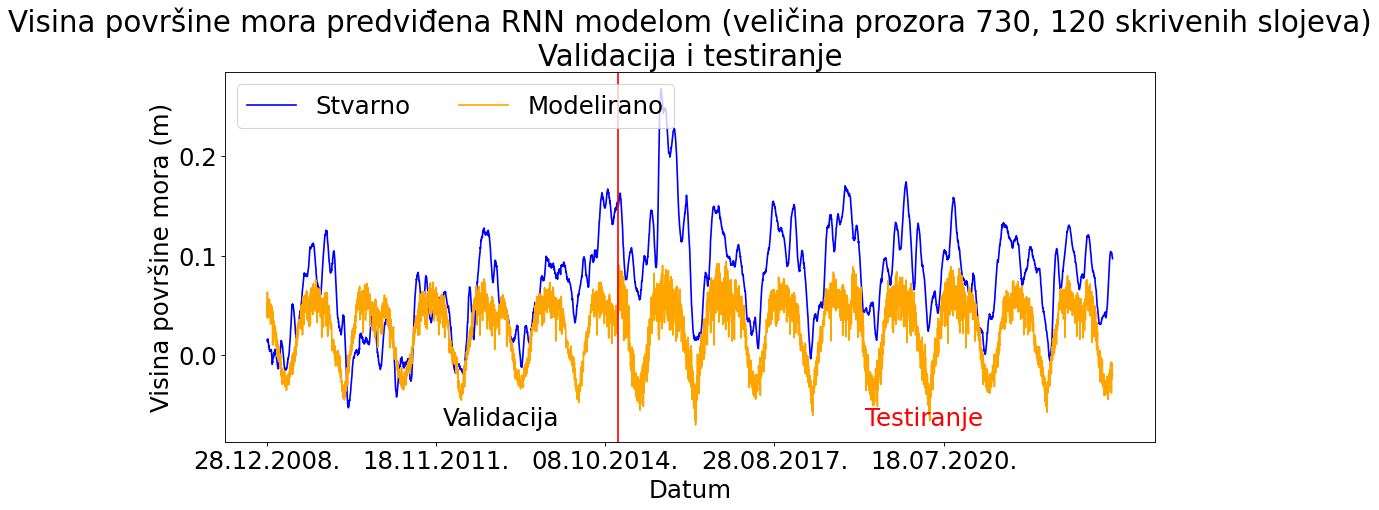 Visina površine mora predviđena RNN modelom (veličina prozora 730, 120 skrivenih slojeva)
Validacija i testiranje
Stvarno
Modelirano
Visina površine mora (m)
0.2
0.1
0.0
Validacija
Testiranje
28.12.2008.
18.11.2011.
08.10.2014.
28.08.2017.
18.07.2020.
Datum